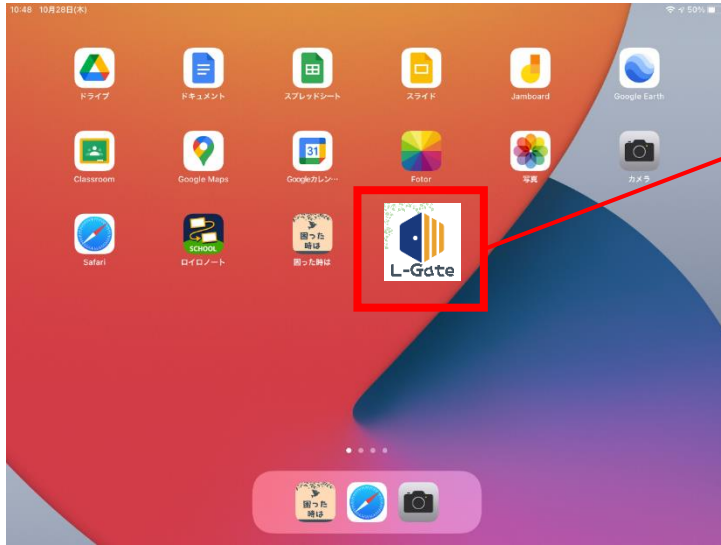 10:48 10月28日(木)
50%
ドライブ
ドキュメント
スプレッドシート
スライド
Jamboard
Google Earth
31
Classroom
Google Maps
Googleカレン…
Fotor
写真
カメラ
SCHOOL
困った
時は
L-Gate
Safari
ロイロノート
困った時は
困った
時は